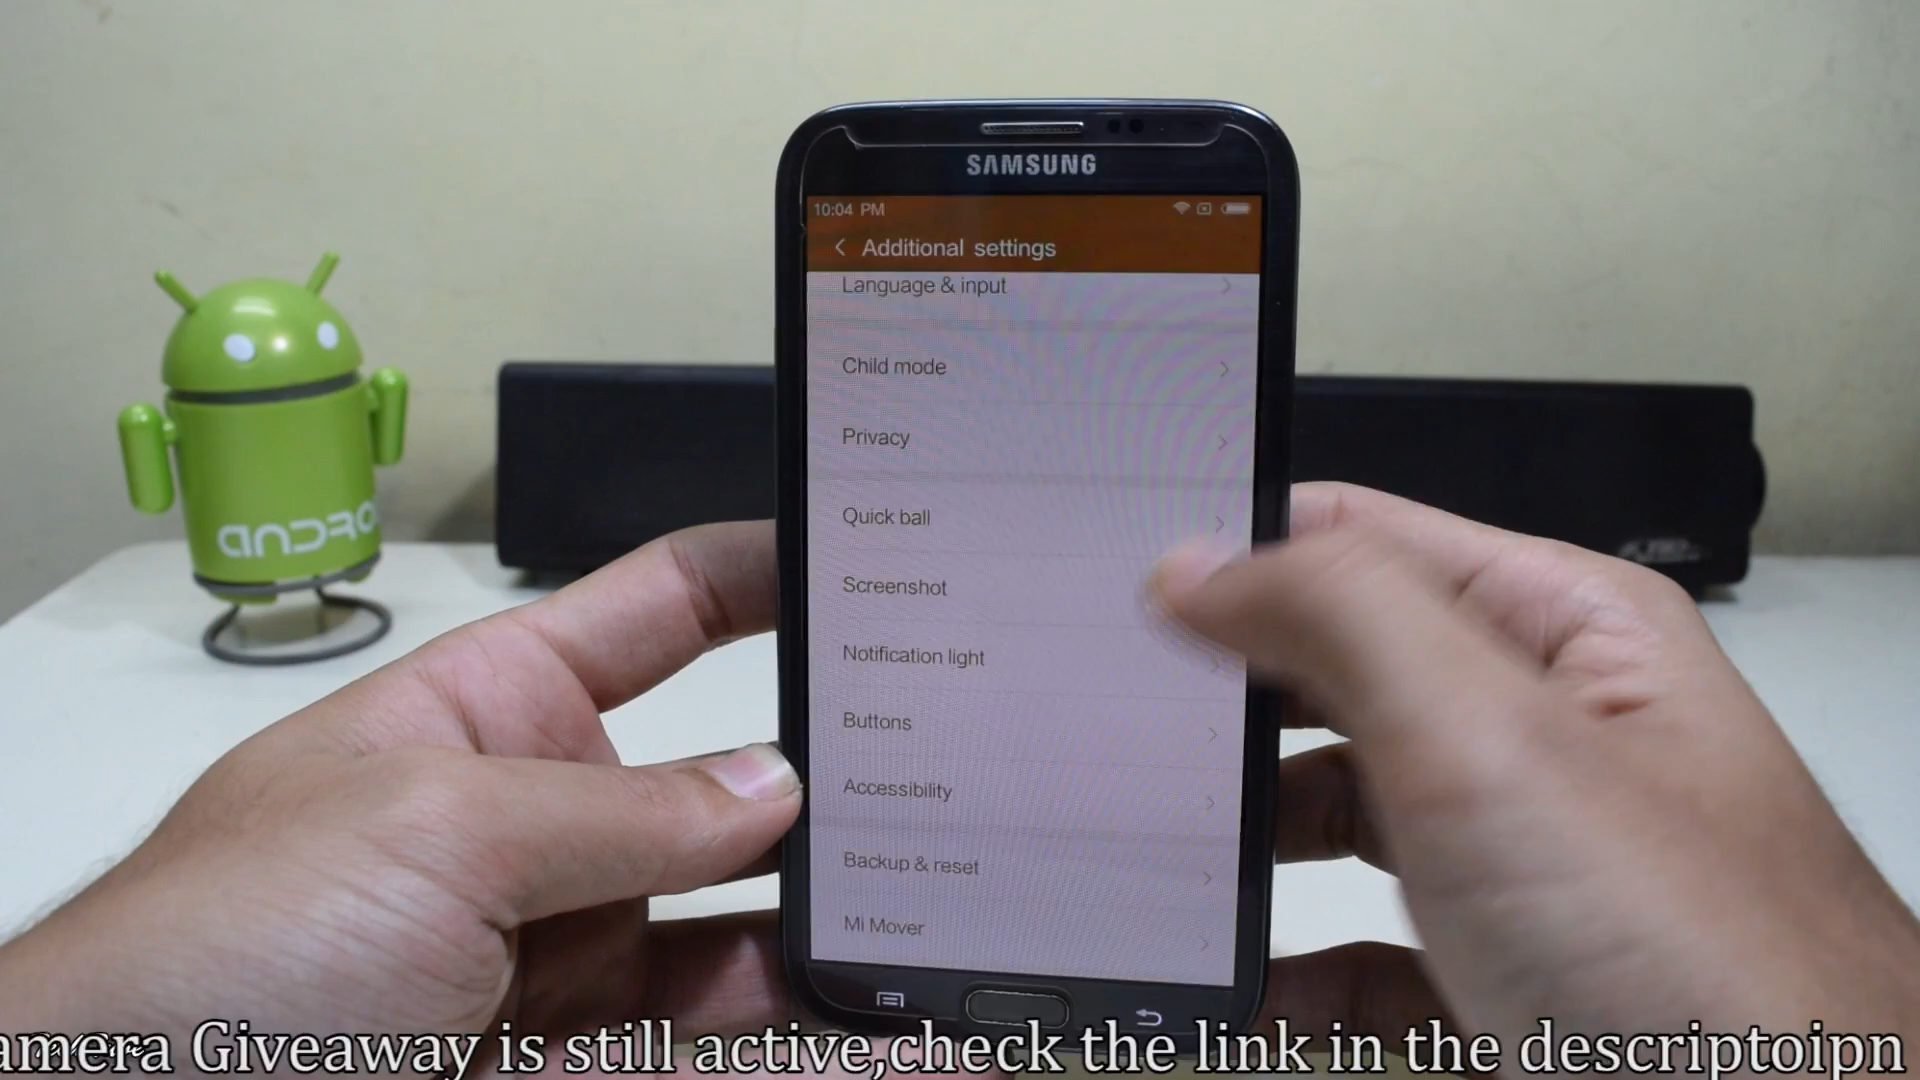 SAMSUNG
10:04 PM
Additional settings
Language & input
Child mode
Privacy
Quick ball
Screenshot
Notification light
Buttons
Accessibility
Backup & reset
Mi Mover
ANDRO
amera Giveaway is still active,check the link in the descriptoipn